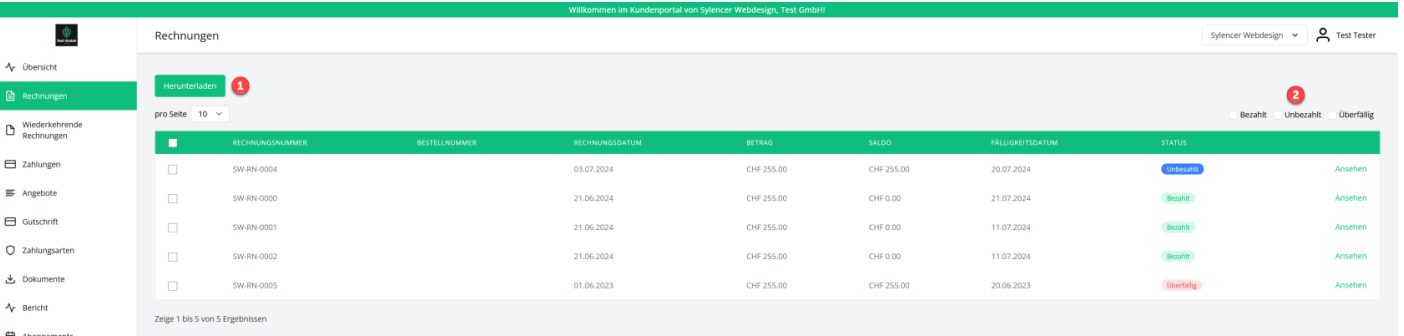 Willkommen im Kundenportal von Sylencer Webdesign, Test GmbH!
Test GmbH
Rechnungen
Sylencer Webdesign
Test Tester
Übersicht
Rechnungen
Wiederkehrende
Rechnungen
Zahlungen
Angebote
Gutschrift
Zahlungsarten
Dokumente
Bericht
Abonnements
Herunterladen 1
2
pro Seite 10
Bezahlt Unbezahlt Überfällig
RECHNUNGSNUMMER BESTELLNUMMER RECHNUNGSDATUM BETRAG SALDO FÄLLIGKEITSDATUM STATUS
SW-RN-0004 03.07.2024 CHF 255.00 CHF 255.00 20.07.2024 Unbezahlt Ansehen
SW-RN-0000 21.06.2024 CHF 255.00 CHF 0.00 21.07.2024 Bezahlt Ansehen
SW-RN-0001 21.06.2024 CHF 255.00 CHF 0.00 11.07.2024 Bezahlt Ansehen
SW-RN-0002 21.06.2024 CHF 255.00 CHF 0.00 11.07.2024 Bezahlt Ansehen
SW-RN-0005 01.06.2023 CHF 255.00 CHF 255.00 20.06.2023 Überfällig Ansehen
Zeige 1 bis 5 von 5 Ergebnissen